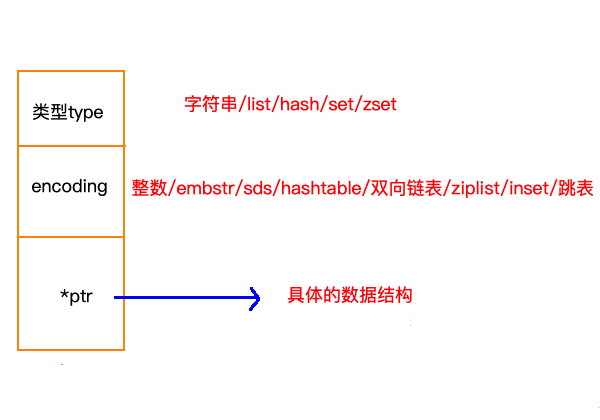 类型type
字符串/list/hash/set/zset
encoding
整数/embstr/sds/hashtable/双向链表/ziplist/inset/跳表
*ptr
具体的数据结构